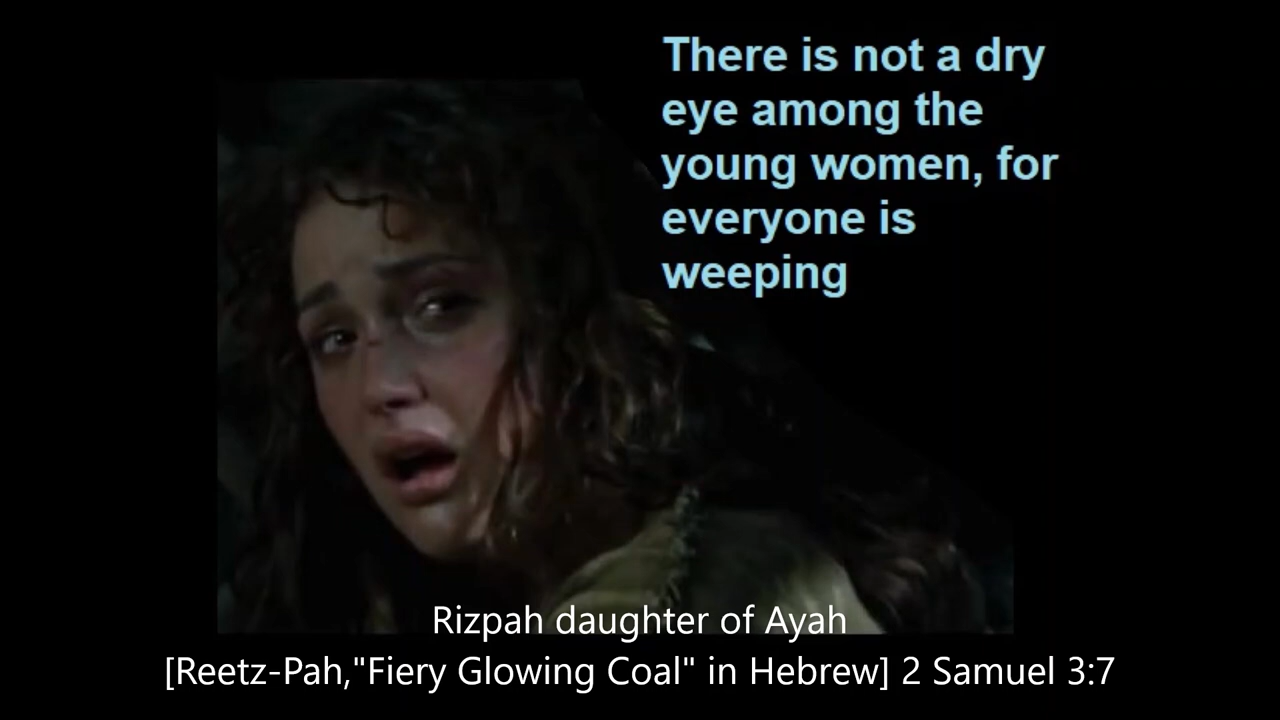 There is not a dry
eye among the
young women, for
everyone is
weeping
Rizpah daughter of Ayah
[Reetz-Pah,"Fiery Glowing Coal" in Hebrew] 2 Samuel 3:7